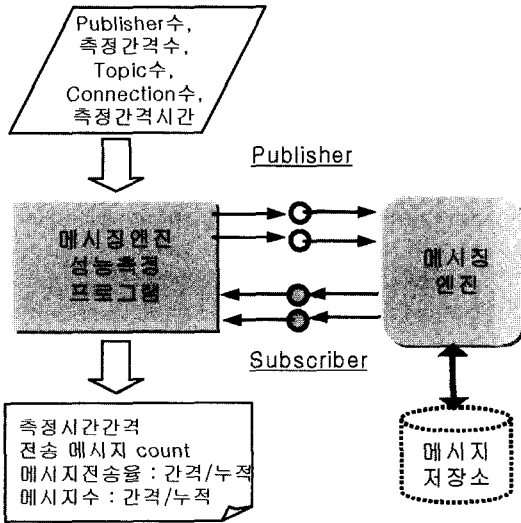 Publisher수,
측정간격수,
Topic수,
Connection수,
측정간격시간
Publisher
메시징엔진
성능측정
프로그램
메시징
엔진
Subscriber
측정시간간격
전송 메시지 count
메시지전송율 : 간격/누적
메시지수 : 간격/누적
메시지
저장소